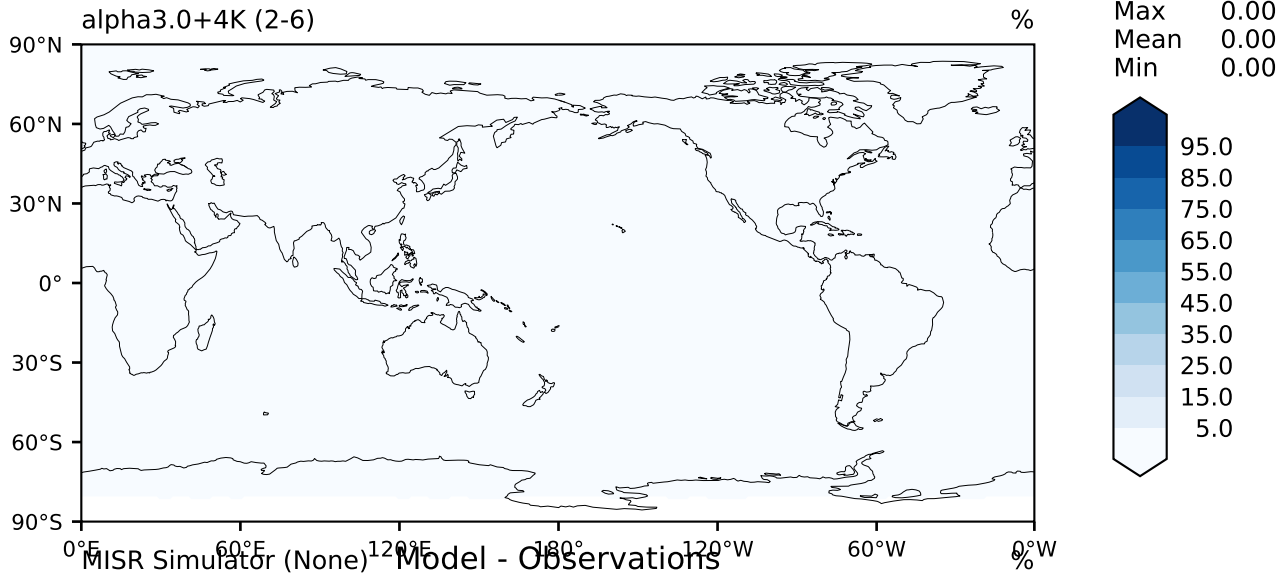 alpha3.0+4K (2-6) %
Max 0.00
Mean 0.00
Min 0.00
90°N
60°N
30°N
0°
30°S
60°S
90°S
95.0
85.0
75.0
65.0
55.0
45.0
35.0
25.0
15.0
5.0
0°E 60°E 120°E 180° 120°W 60°W 0°W
MISR Simulator (None) Model - Observations %